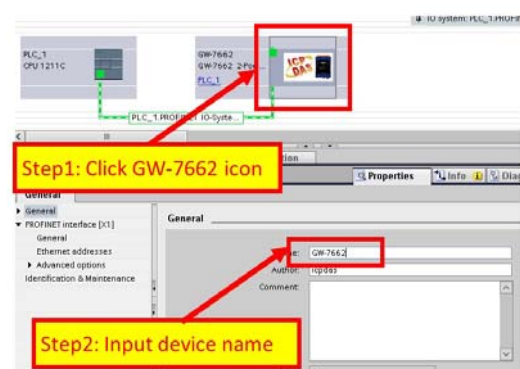 IO system: PLC_1.PROFI
PLC_1
CPU 1211C
GW-7662
GW-7662 2-Por...
PLC_1
ICP
DAS
PLC_1.PROFINET IO-Syste...
Step1: Click GW-7662 icon
Properties
Info
Diag
General
General
PROFINET interface [X1]
General
Ethernet addresses
Advanced options
Identification & Maintenance
General
GW-7662
Author:
icpdas
Comment:
Step2: Input device name